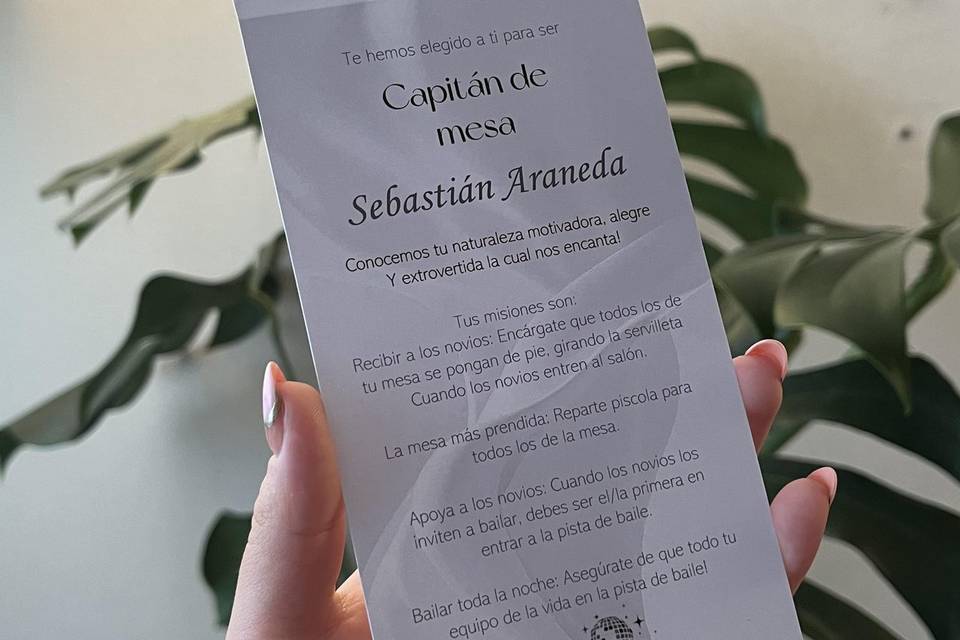 Te hemos elegido a ti para ser
Capitán de
mesa
Sebastián Araneda
Conocemos tu naturaleza motivadora, alegre
Y extrovertida la cual nos encanta!
Tus misiones son:
Recibir a los novios: Encárgate que todos los de
tu mesa se pongan de pie, girando la servilleta
Cuando los novios entren al salón.
La mesa más prendida: Reparte piscola para
todos los de la mesa.
Apoya a los novios: Cuando los novios los
inviten a bailar, debes ser el/la primera en
entrar a la pista de baile.
Bailar toda la noche: Asegúrate de que todo tu
equipo de la vida en la pista de baile!